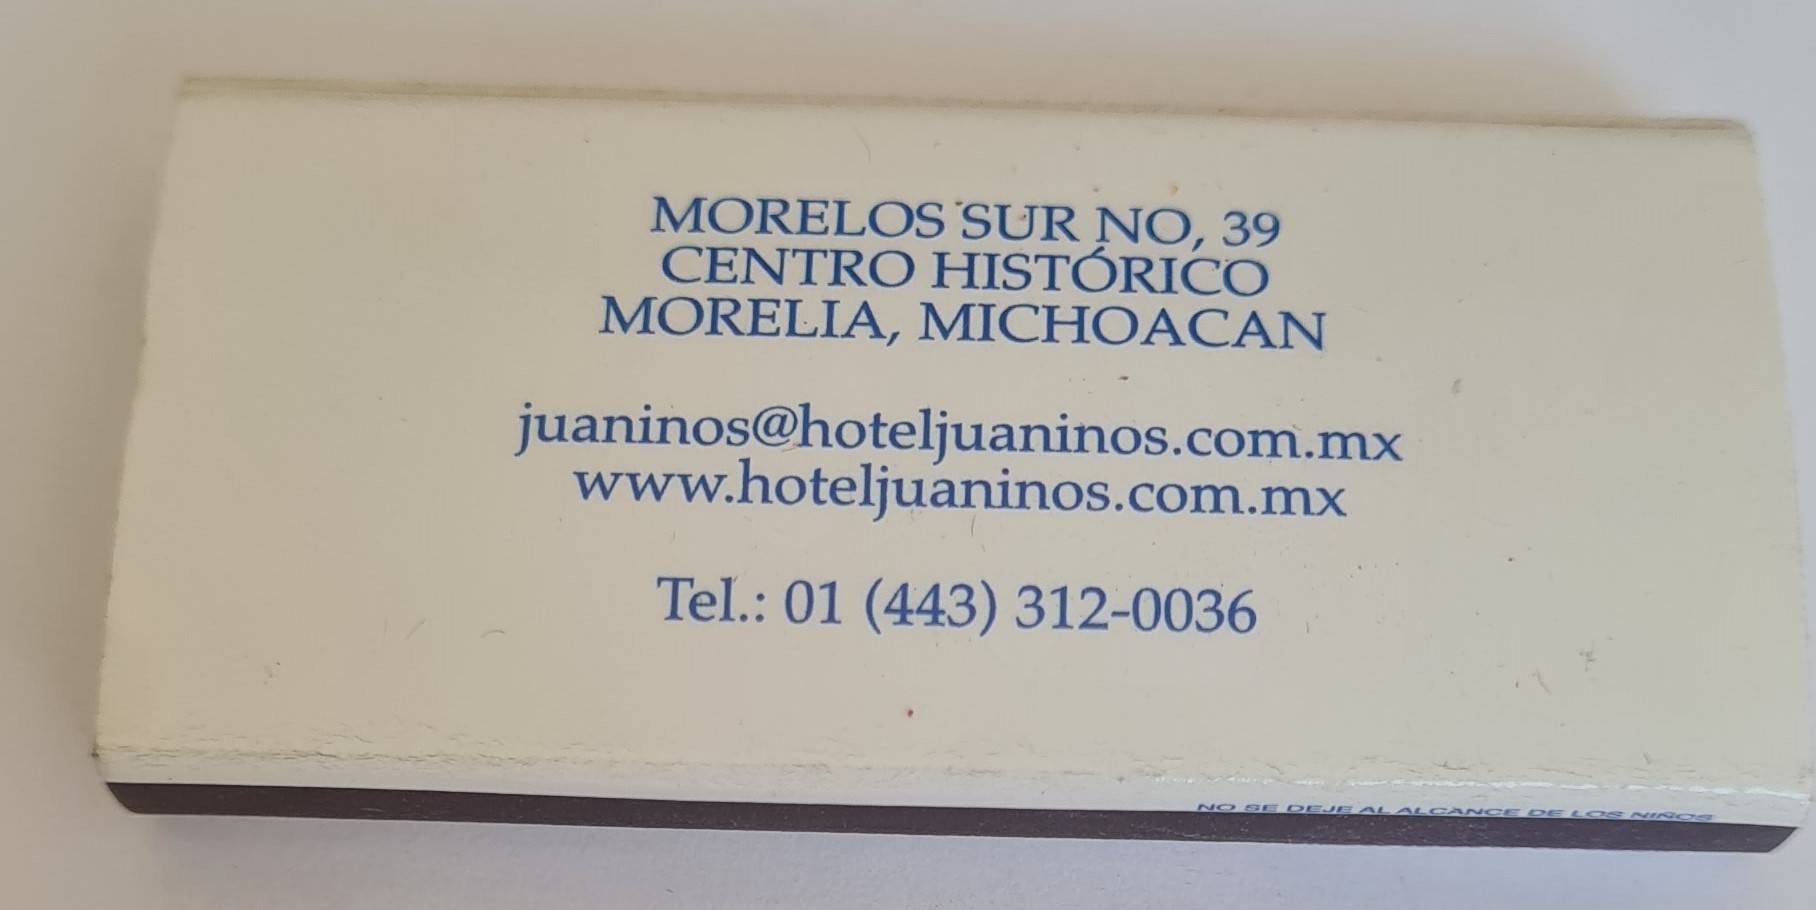 MORELOS SUR NO, 39
CENTRO HISTÓRICO
MORELIA, MICHOACAN
juaninos@hoteljuaninos.com.mx
www.hoteljuaninos.com.mx
Tel.: 01 (443) 312-0036
NO SE DEJE AL ALCANCE DE LOS NIÑOS